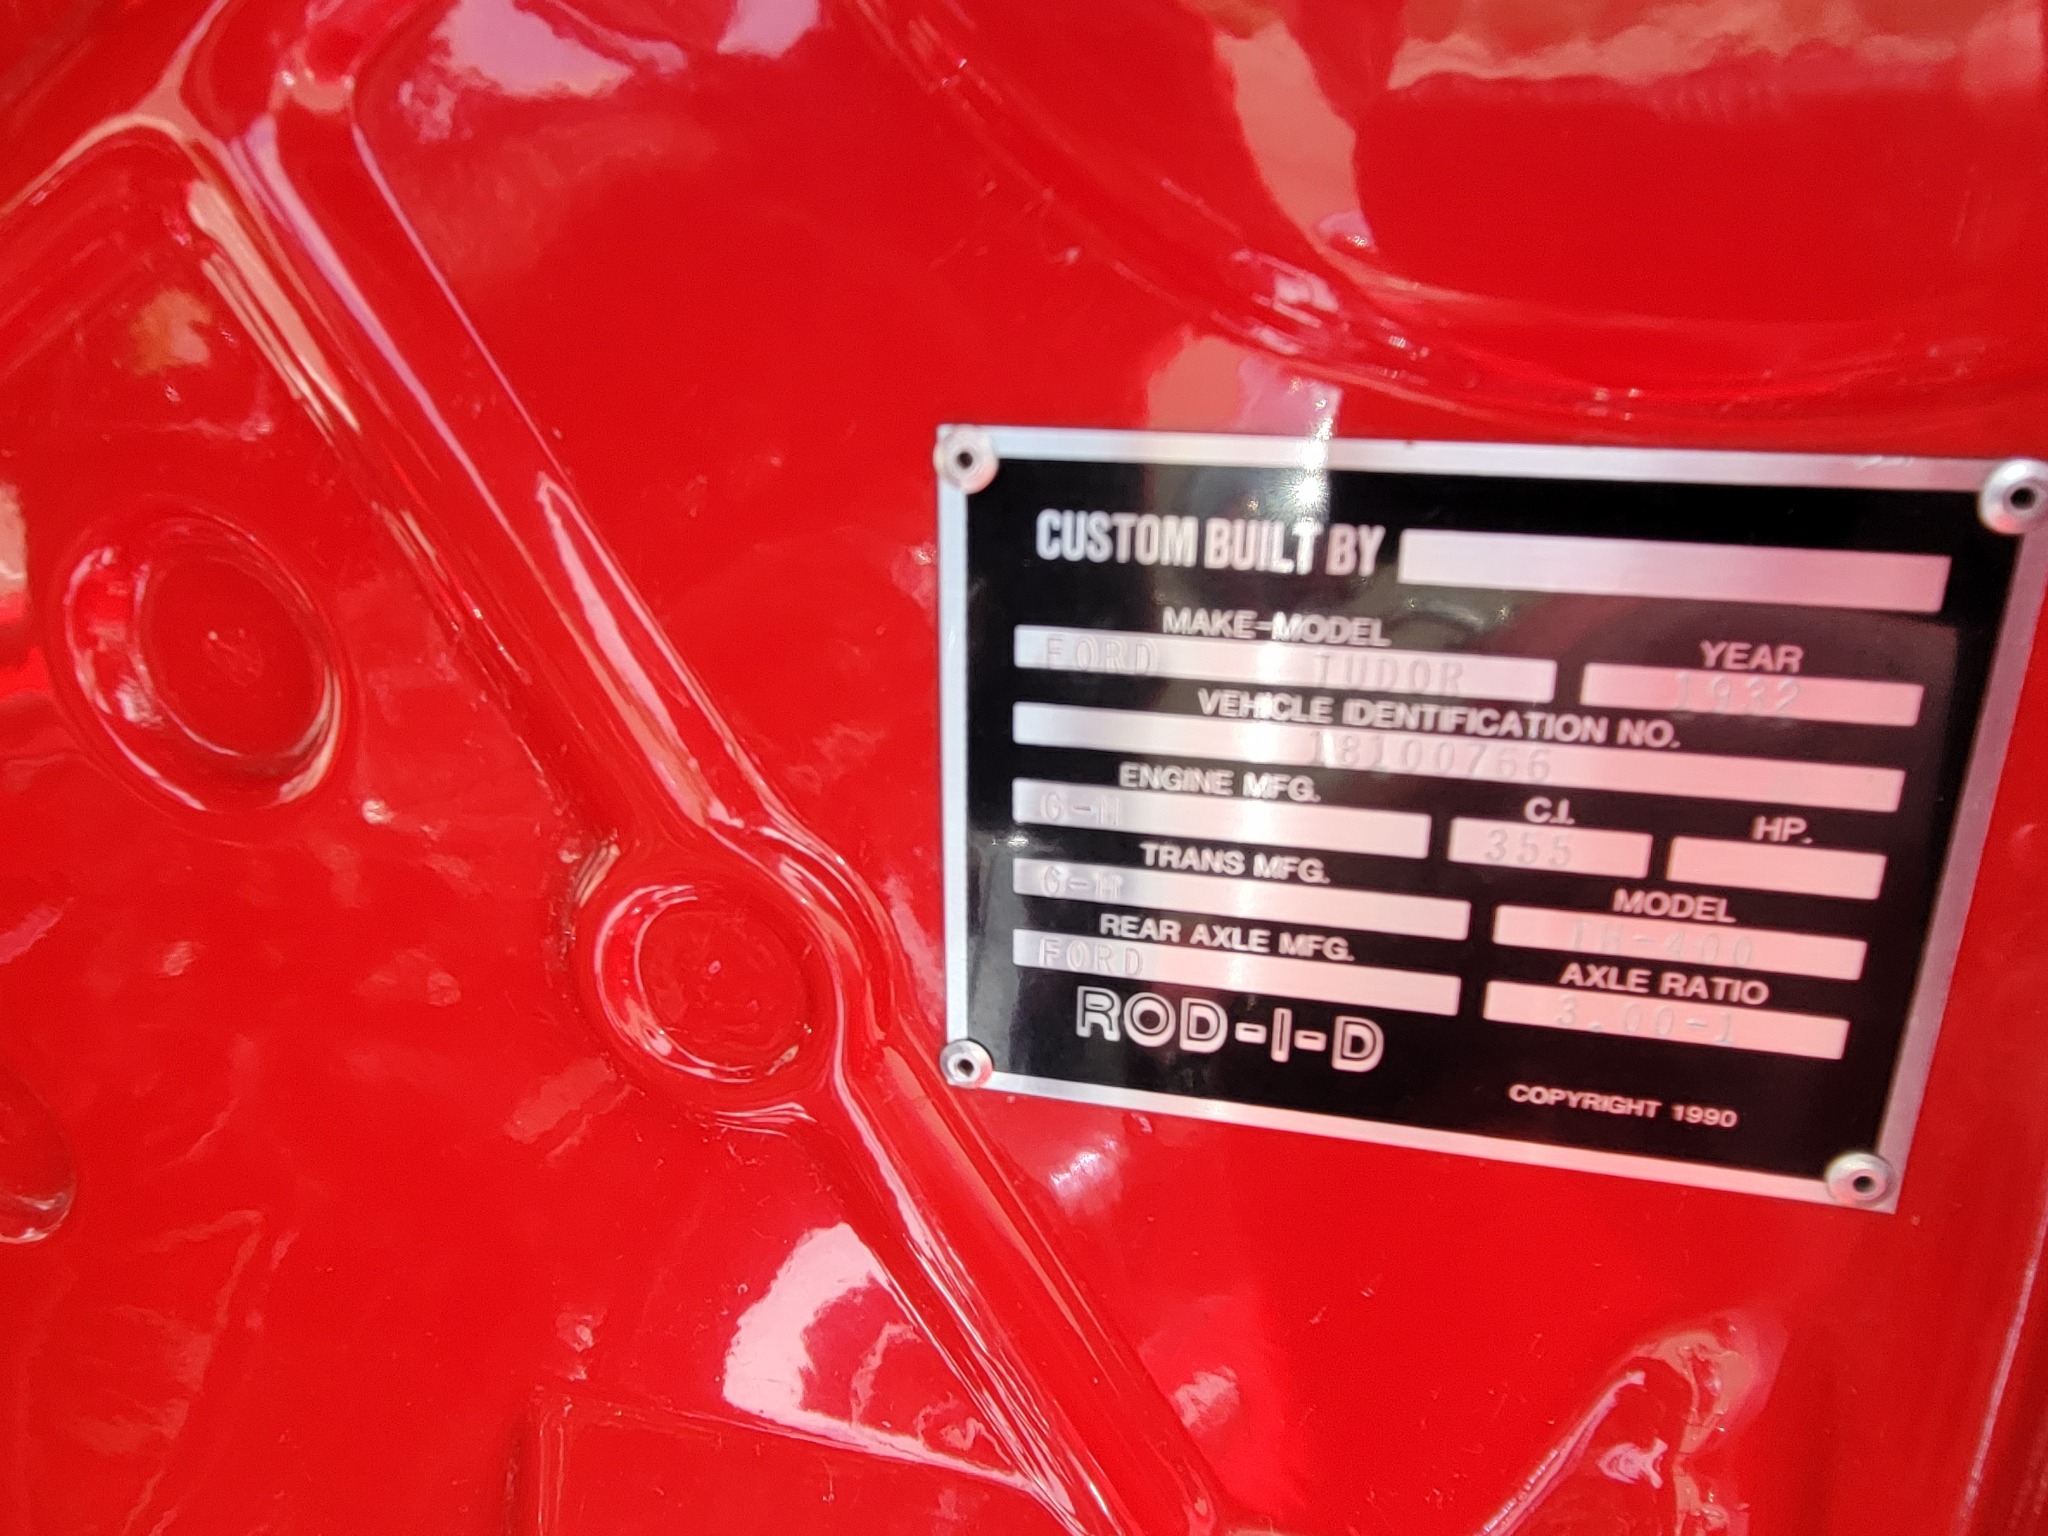 CUSTOM BUILT BY
MAKE-MODEL YEAR
FORD TUDOR 1932
VEHICLE IDENTIFICATION NO.
18100766
ENGINE MFG. C.I. HP.
G-M 355
TRANS MFG. MODEL
G-M TH-400
REAR AXLE MFG. AXLE RATIO
FORD 3.00-1
ROD-I-D
COPYRIGHT 1990